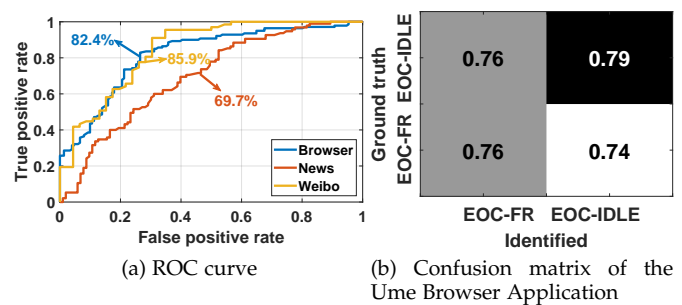 1
0.8
0.6
0.4
0.2
0
0
0.2
0.4
0.6
0.8
1
True positive rate
False positive rate
82.4%
85.9%
69.7%
Browser
News
Weibo
(a) ROC curve
Ground truth
EOC-IDLE
EOC-FR
0.76
0.79
0.76
0.74
EOC-FR
EOC-IDLE
Identified
(b) Confusion matrix of the
Ume Browser Application